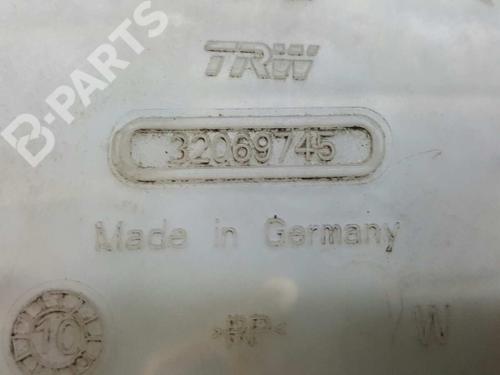 B-PARTS
TRW
32069745
Made in Germany
10
>PP<
W